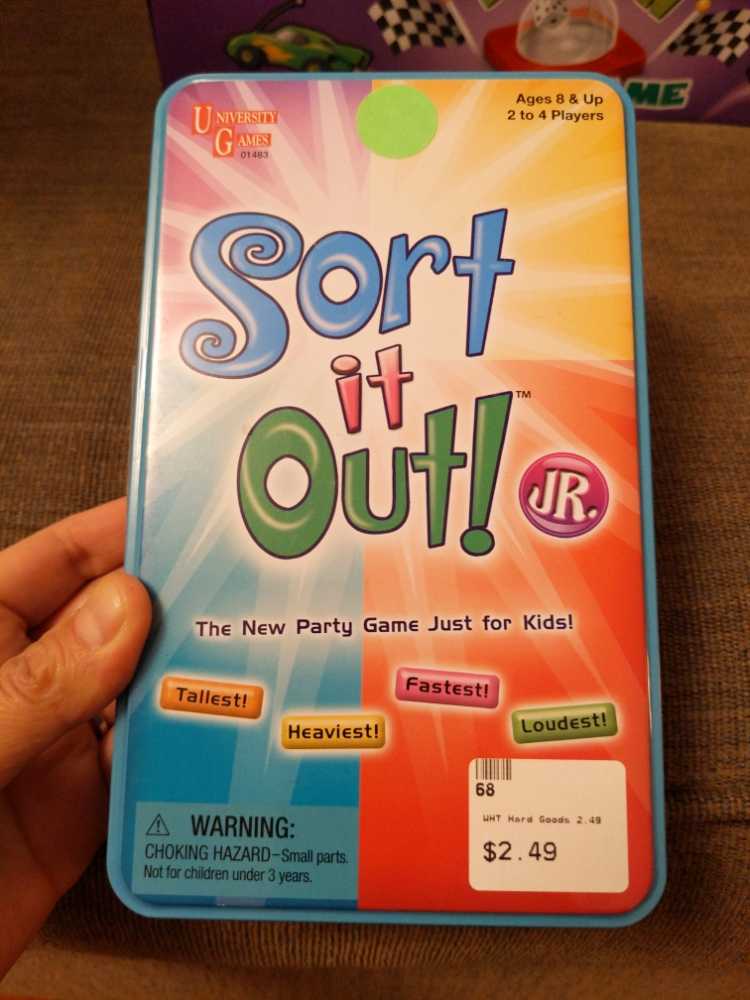 ME
UNIVERSITY
GAMES
01483
Ages 8 & Up
2 to 4 Players
Sort
it
Out!™
JR.
The New Party Game Just for Kids!
Tallest!
Heaviest!
Fastest!
Loudest!
68
WHT Hard Goods 2.49
$2.49
⚠ WARNING:
CHOKING HAZARD–Small parts.
Not for children under 3 years.